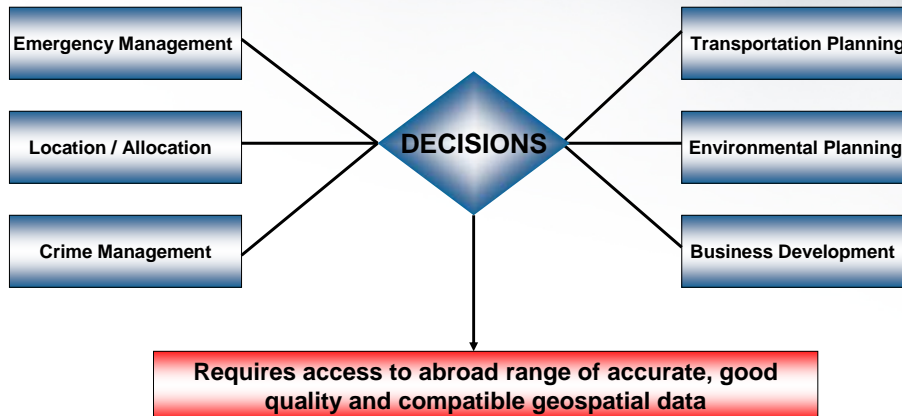 Emergency Management
Location / Allocation
Crime Management
DECISIONS
Transportation Planning
Environmental Planning
Business Development
Requires access to abroad range of accurate, good
quality and compatible geospatial data